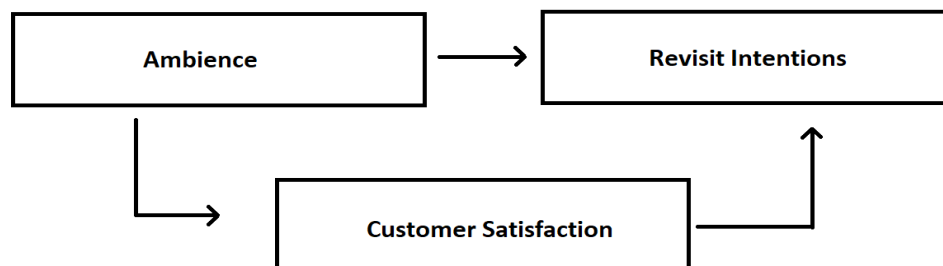 Ambience
Revisit Intentions
Customer Satisfaction